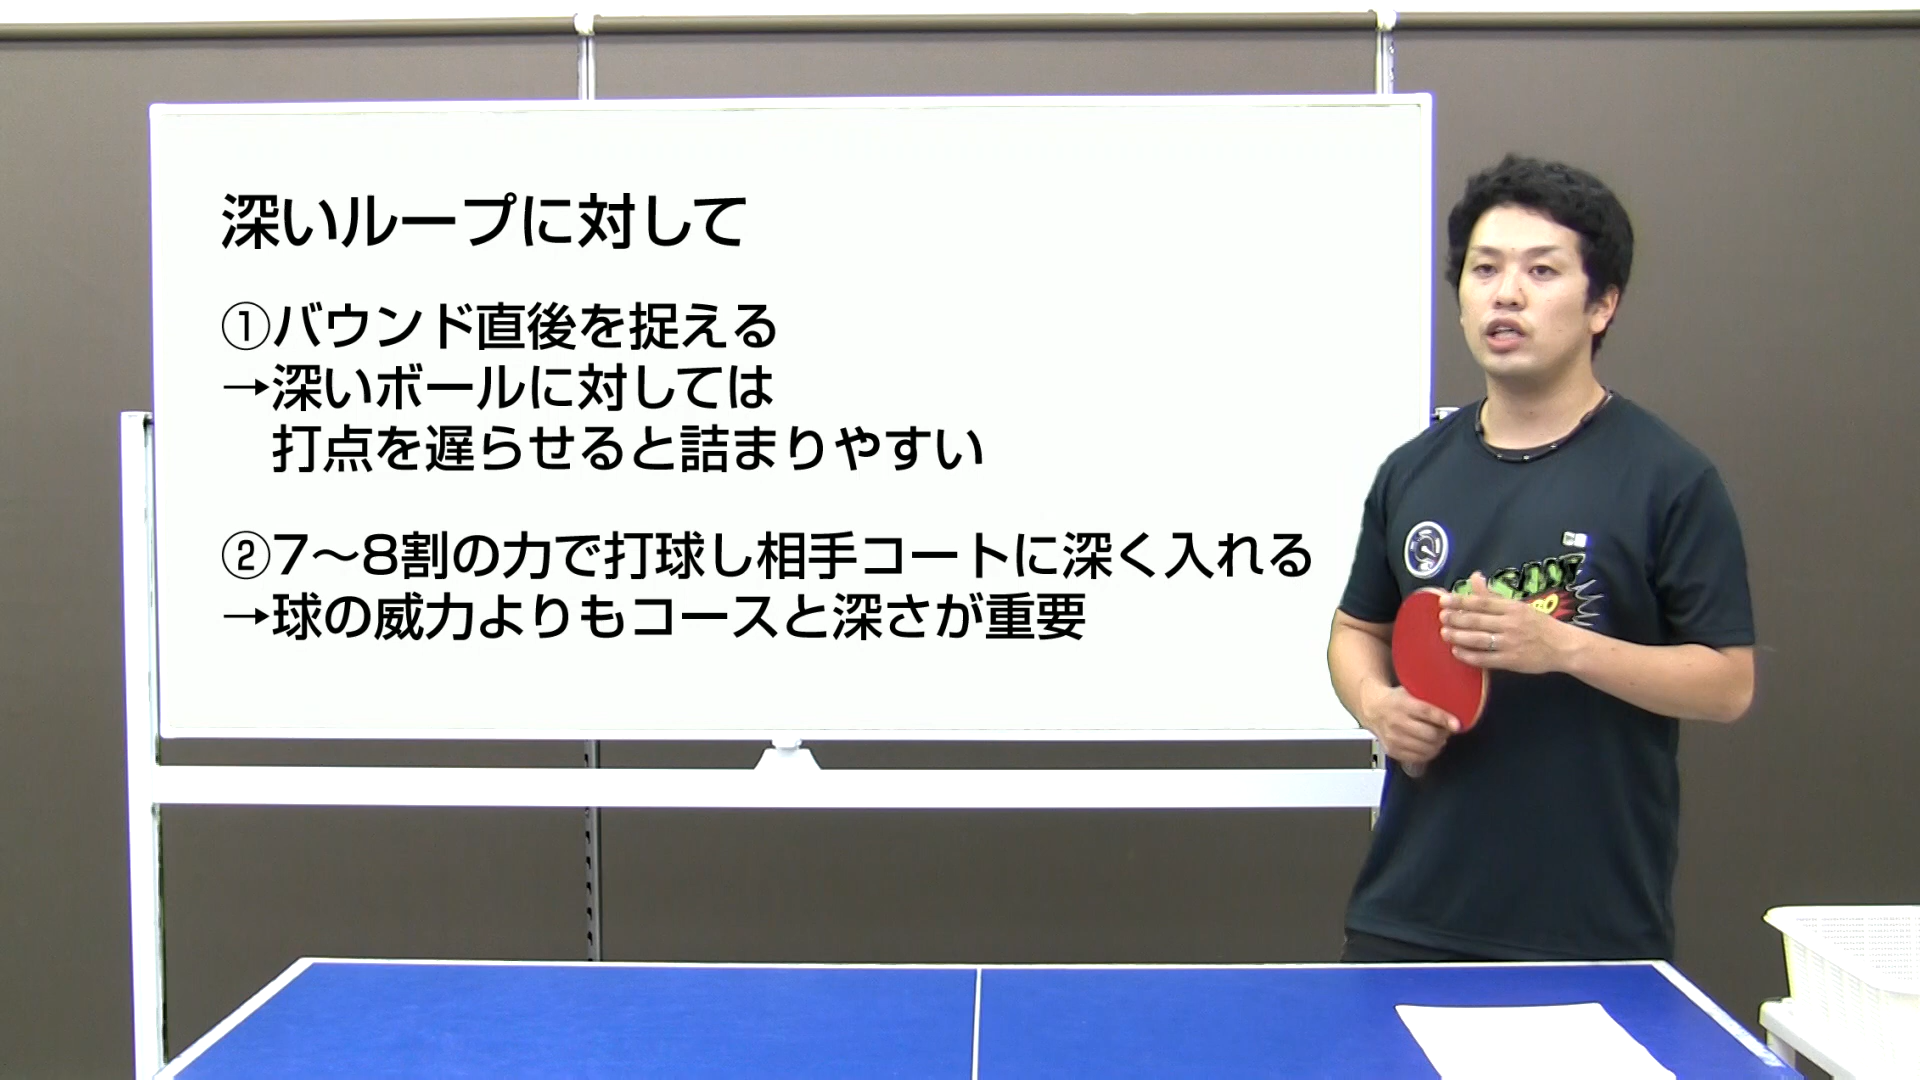 深いループに対して
①バウンド直後を捉える
→深いボールに対しては
打点を遅らせると詰まりやすい
②7～8割の力で打球し相手コートに深く入れる
→球の威力よりもコースと深さが重要